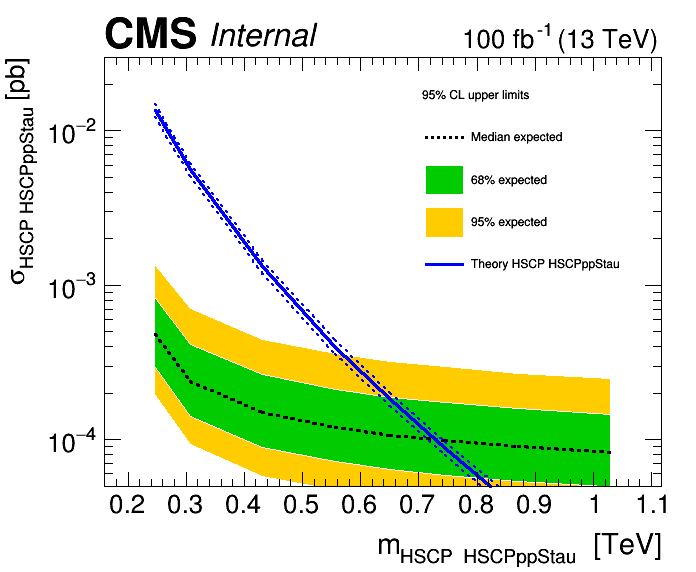 CMS Internal 100 fb-1 (13 TeV)
95% CL upper limits
Median expected
68% expected
95% expected
Theory HSCP HSCPppStau
σHSCP HSCPppStau [pb]
10−2
10−3
10−4
0.2 0.3 0.4 0.5 0.6 0.7 0.8 0.9 1 1.1
mHSCP HSCPppStau [TeV]